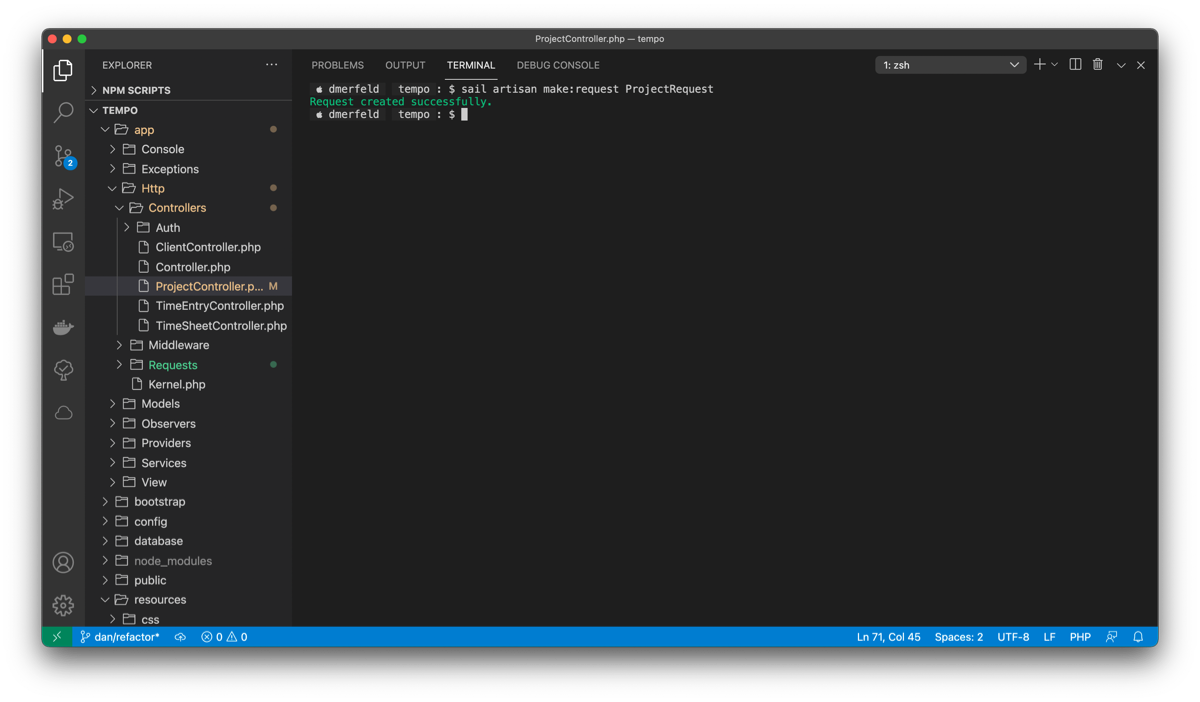 ProjectController.php — tempo
EXPLORER
PROBLEMS OUTPUT TERMINAL DEBUG CONSOLE
1: zsh
NPM SCRIPTS
TEMPO
app
Console
Exceptions
Http
Controllers
Auth
ClientController.php
Controller.php
ProjectController.p... M
TimeEntryController.php
TimeSheetController.php
Middleware
Requests
Kernel.php
Models
Observers
Providers
Services
View
bootstrap
config
database
node_modules
public
resources
css
2
dmerfeld tempo : $ sail artisan make:request ProjectRequest
Request created successfully.
dmerfeld tempo : $
dan/refactor* 0 0
Ln 71, Col 45 Spaces: 2 UTF-8 LF PHP